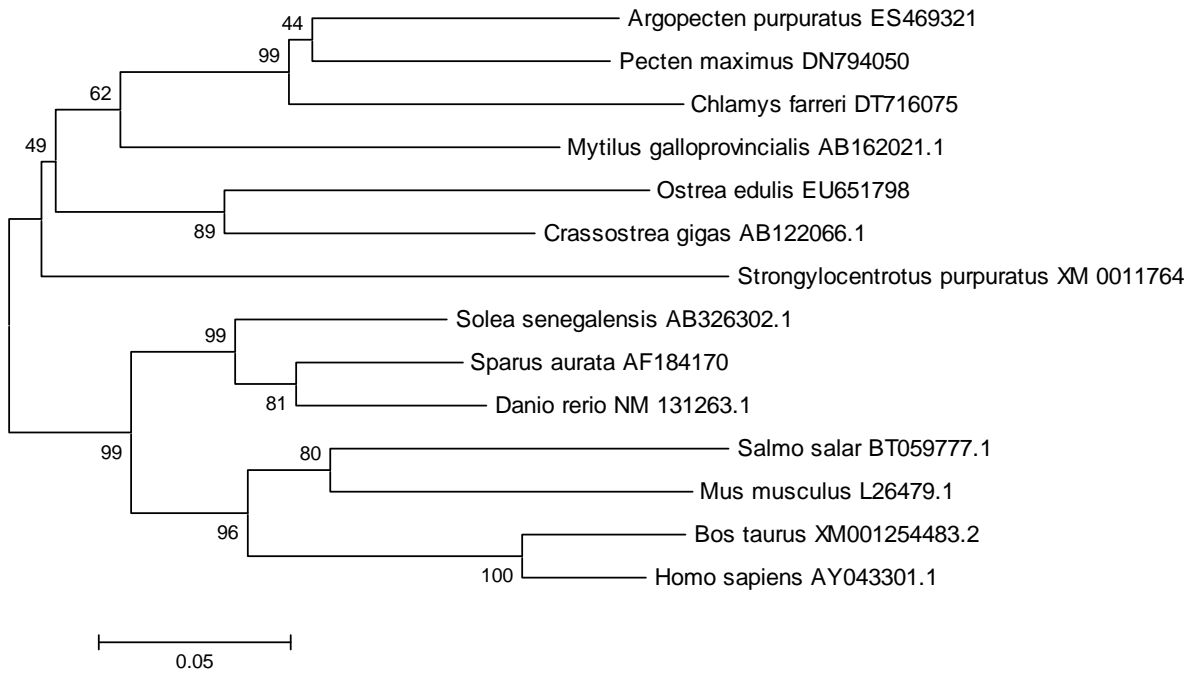 44
Argopecten purpuratus ES469321
99
Pecten maximus DN794050
62
Chlamys farreri DT716075
49
Mytilus galloprovincialis AB162021.1
Ostrea edulis EU651798
89
Crassostrea gigas AB122066.1
Strongylocentrotus purpuratus XM 0011764
99
Solea senegalensis AB326302.1
Sparus aurata AF184170
81
Danio rerio NM 131263.1
99
80
Salmo salar BT059777.1
Mus musculus L26479.1
96
Bos taurus XM001254483.2
100
Homo sapiens AY043301.1
0.05